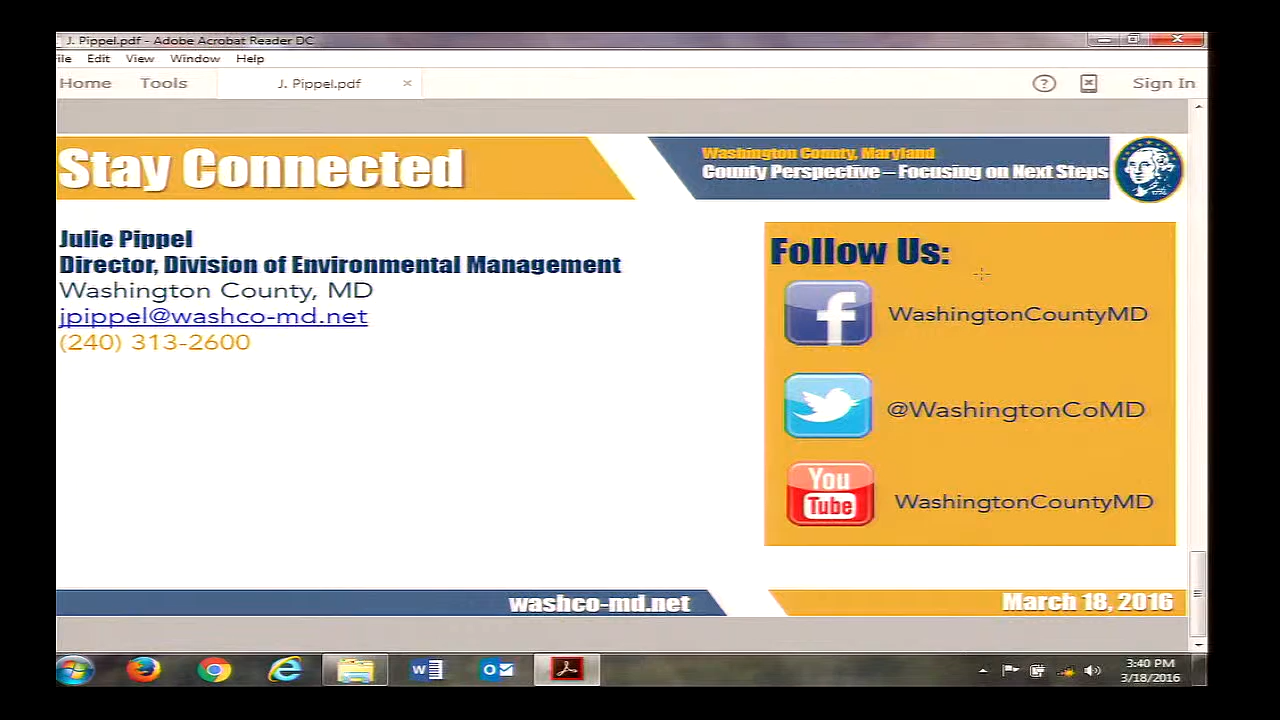 J. Pippel.pdf - Adobe Acrobat Reader DC
ile Edit View Window Help
Home Tools J. Pippel.pdf × ? Sign In
Stay Connected
Washington County, Maryland
County Perspective – Focusing on Next Steps
Julie Pippel
Director, Division of Environmental Management
Washington County, MD
jpippel@washco-md.net
(240) 313-2600
Follow Us:
f WashingtonCountyMD
@WashingtonCoMD
You
Tube WashingtonCountyMD
washco-md.net
March 18, 2016
3:40 PM
3/18/2016